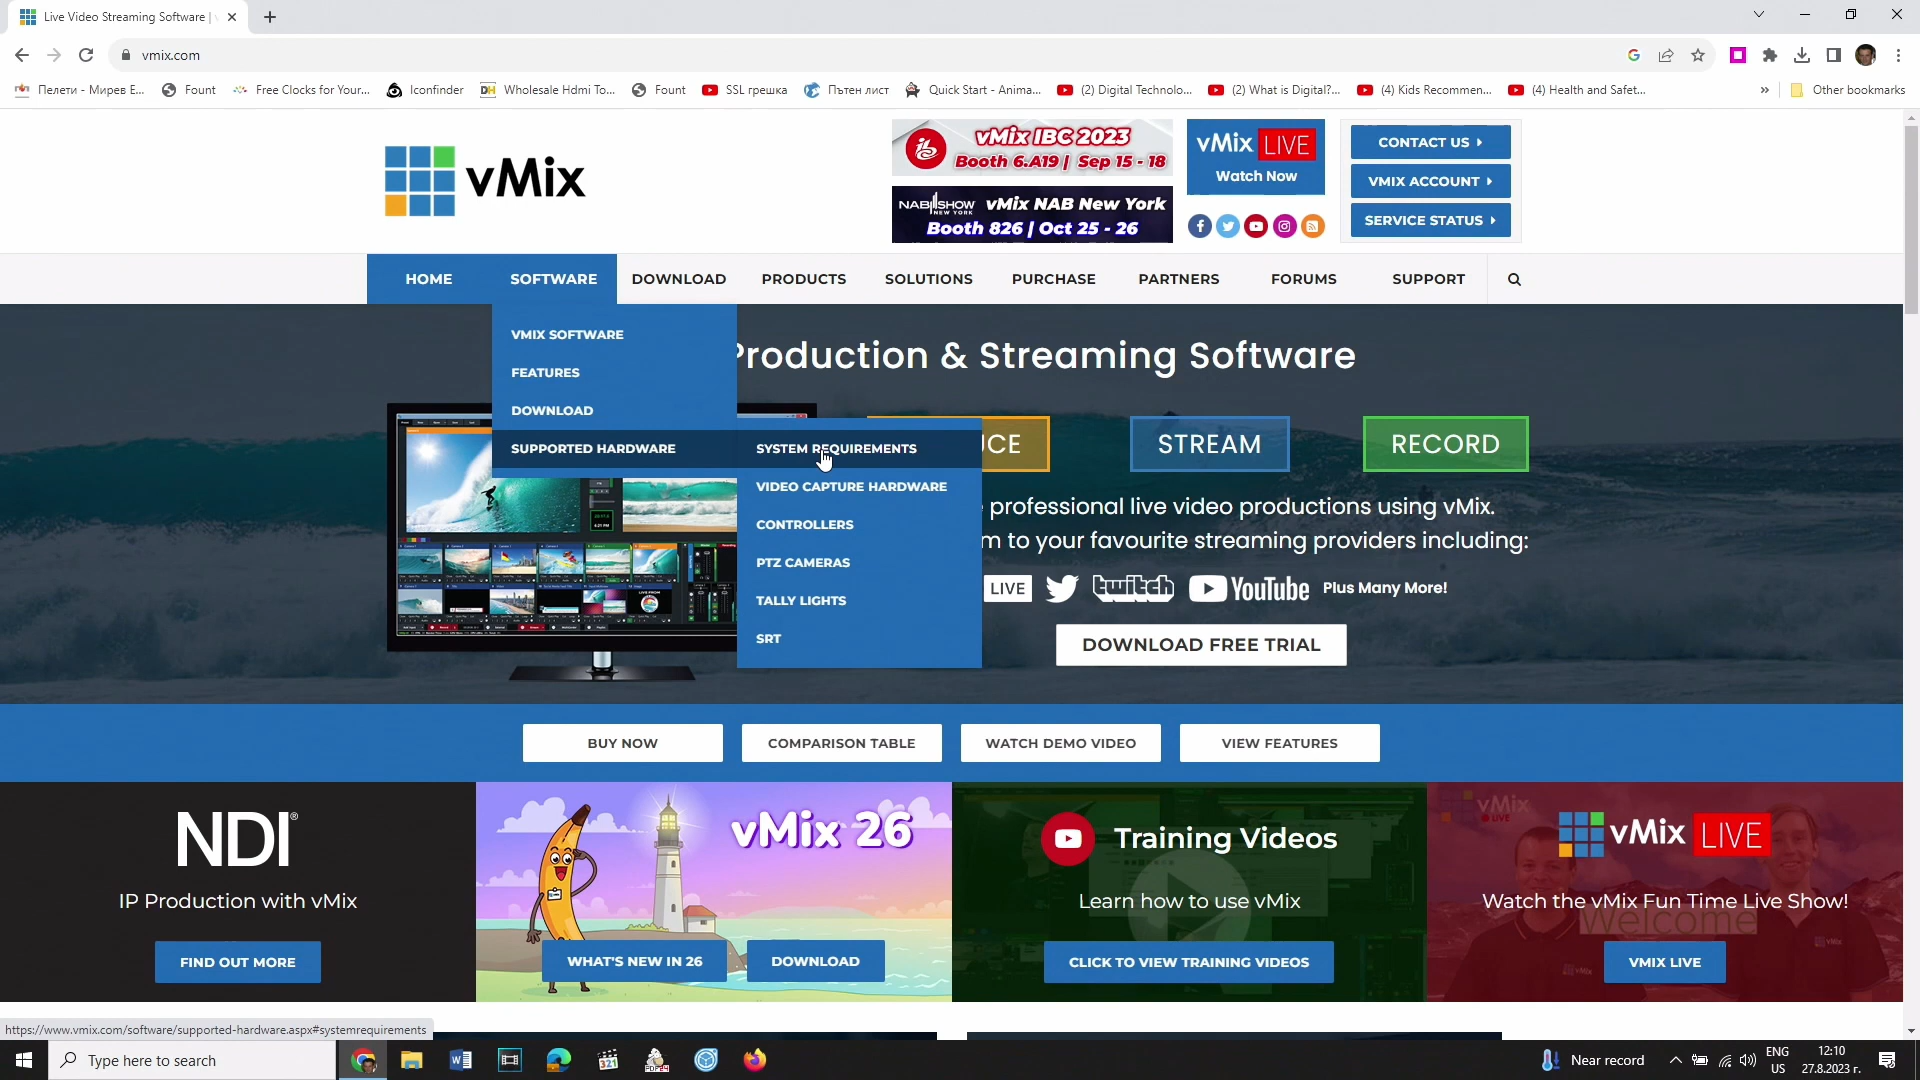 Live Video Streaming Software |
vmix.com
Пелети - Мирев Е...
Fount
Free Clocks for Your...
Iconfinder
DH
Wholesale Hdmi To...
Fount
SSL грешка
Пътен лист
Quick Start - Anima...
(2) Digital Technolo...
(2) What is Digital?...
(4) Kids Recommen...
(4) Health and Safet...
»
Other bookmarks
vMix
vMix IBC 2023
Booth 6.A19 | Sep 15 - 18
NAB SHOW
NEW YORK
vMix NAB New York
Booth 826 | Oct 25 - 26
vMix LIVE
Watch Now
CONTACT US
VMIX ACCOUNT
SERVICE STATUS
HOME
SOFTWARE
DOWNLOAD
PRODUCTS
SOLUTIONS
PURCHASE
PARTNERS
FORUMS
SUPPORT
VMIX SOFTWARE
FEATURES
DOWNLOAD
SUPPORTED HARDWARE
SYSTEM REQUIREMENTS
VIDEO CAPTURE HARDWARE
CONTROLLERS
PTZ CAMERAS
TALLY LIGHTS
SRT
Production & Streaming Software
UCE
STREAM
RECORD
professional live video productions using vMix.
m to your favourite streaming providers including:
LIVE
twitch
YouTube
Plus Many More!
DOWNLOAD FREE TRIAL
BUY NOW
COMPARISON TABLE
WATCH DEMO VIDEO
VIEW FEATURES
NDI®
IP Production with vMix
FIND OUT MORE
vMix 26
WHAT'S NEW IN 26
DOWNLOAD
Training Videos
Learn how to use vMix
CLICK TO VIEW TRAINING VIDEOS
vMix LIVE
Watch the vMix Fun Time Live Show!
Welcome
VMIX LIVE
https://www.vmix.com/software/supported-hardware.aspx#systemrequirements
Type here to search
321
PDF24
Near record
ENG
US
12:10
27.8.2023 г.